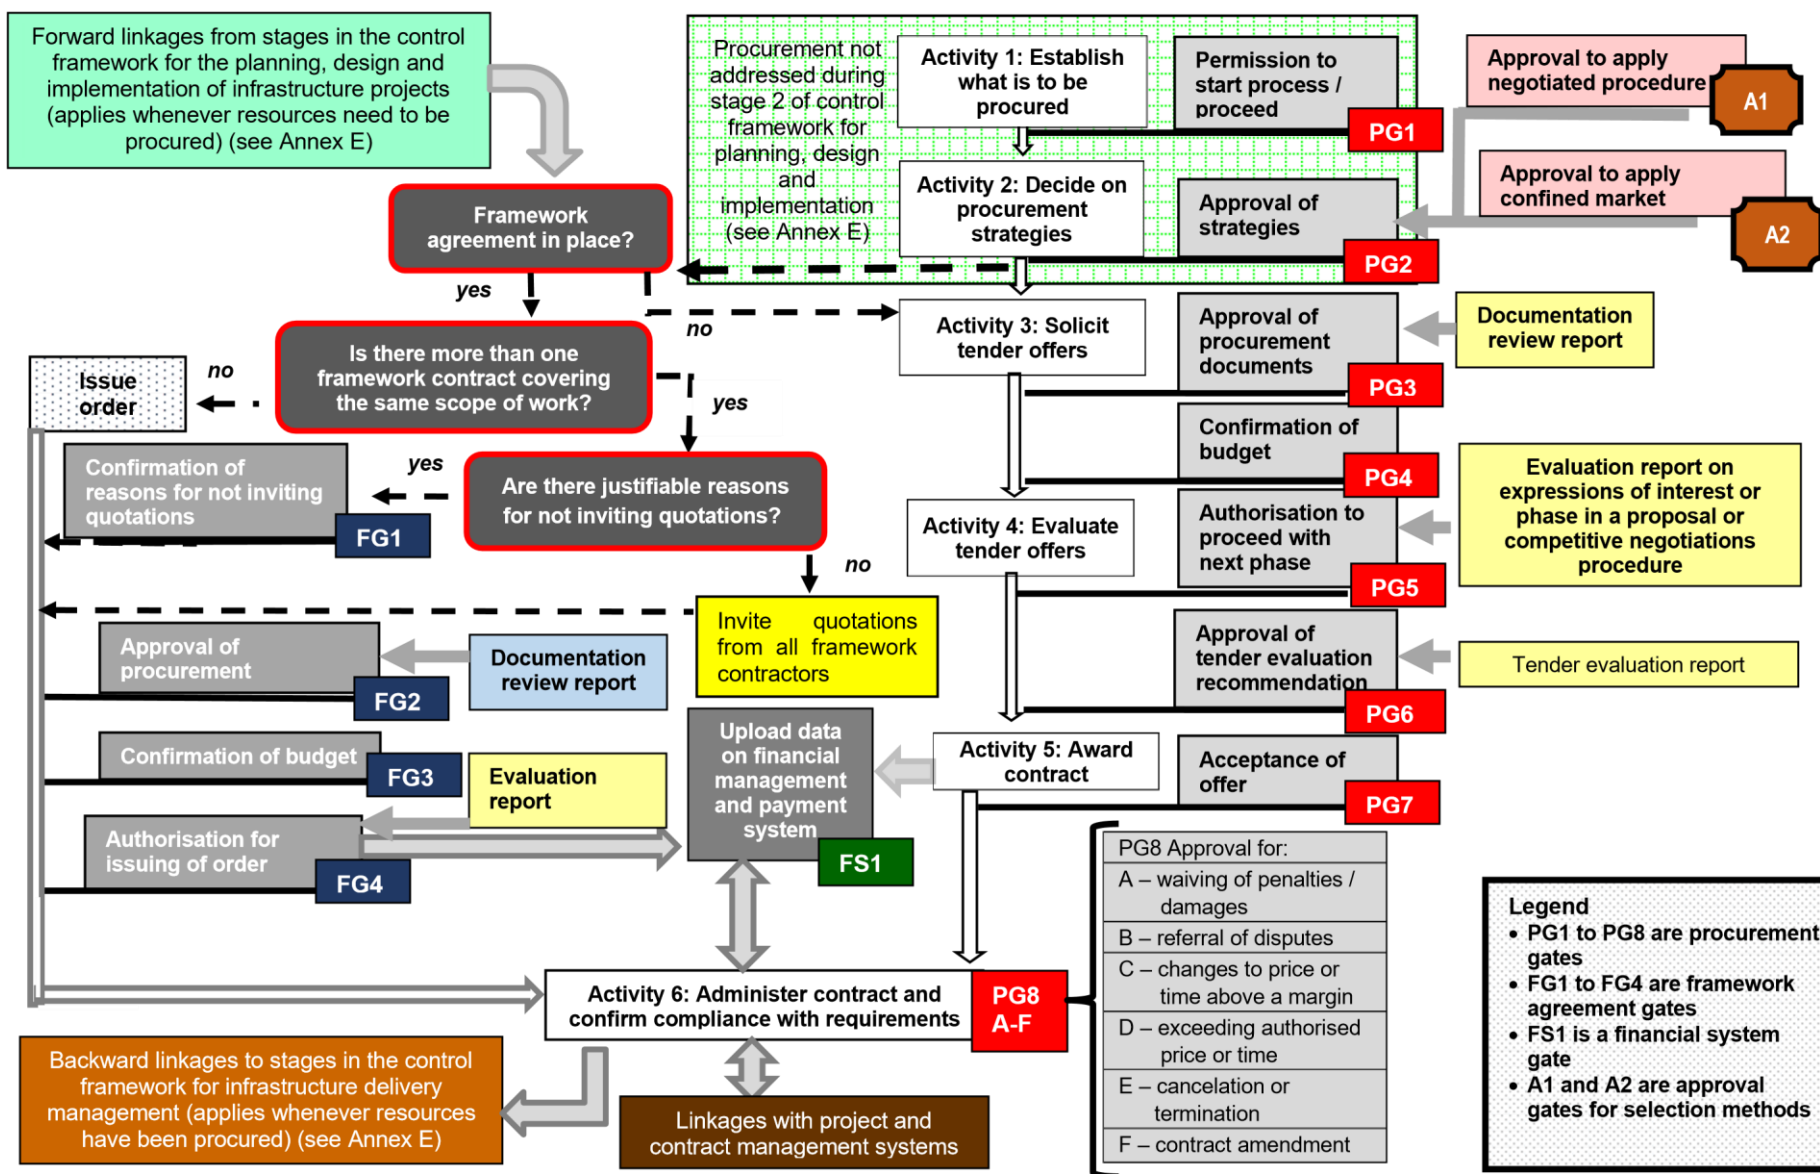 Forward linkages from stages in the control
framework for the planning, design and
implementation of infrastructure projects
(applies whenever resources need to be
procured) (see Annex E)
Procurement not
addressed during
stage 2 of control
framework for
planning, design
and
implementation
(see Annex E)
Activity 1: Establish
what is to be
procured
Permission to
start process /
proceed
PG1
Approval to apply
negotiated procedure
A1
Activity 2: Decide on
procurement
strategies
Approval of
strategies
PG2
Approval to apply
confined market
A2
Framework
agreement in place?
yes
no
Is there more than one
framework contract covering
the same scope of work?
no
yes
Issue
order
Activity 3: Solicit
tender offers
Approval of
procurement
documents
PG3
Documentation
review report
Confirmation of
reasons for not inviting
quotations
FG1
yes
Are there justifiable reasons
for not inviting quotations?
no
Confirmation of
budget
PG4
Activity 4: Evaluate
tender offers
Authorisation to
proceed with
next phase
PG5
Evaluation report on
expressions of interest or
phase in a proposal or
competitive negotiations
procedure
Invite quotations
from all framework
contractors
Approval of
procurement
FG2
Documentation
review report
Approval of
tender evaluation
recommendation
PG6
Tender evaluation report
Confirmation of budget
FG3
Evaluation
report
Upload data
on financial
management
and payment
system
FS1
Activity 5: Award
contract
Acceptance of
offer
PG7
Authorisation for
issuing of order
FG4
PG8 Approval for:
A – waiving of penalties /
damages
B – referral of disputes
C – changes to price or
time above a margin
D – exceeding authorised
price or time
E – cancelation or
termination
F – contract amendment
Activity 6: Administer contract and
confirm compliance with requirements
PG8
A-F
Backward linkages to stages in the control
framework for infrastructure delivery
management (applies whenever resources
have been procured) (see Annex E)
Linkages with project and
contract management systems
Legend
• PG1 to PG8 are procurement
gates
• FG1 to FG4 are framework
agreement gates
• FS1 is a financial system
gate
• A1 and A2 are approval
gates for selection methods